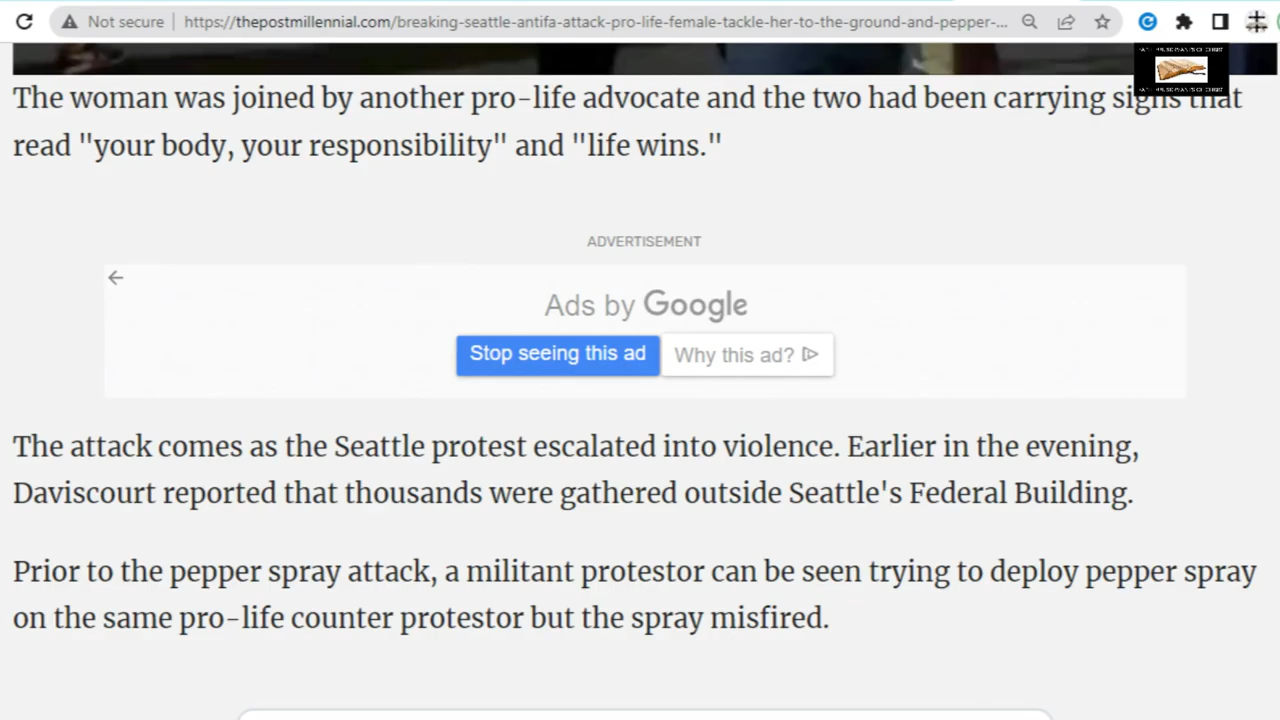 Not secure
https://thepostmillennial.com/breaking-seattle-antifa-attack-pro-life-female-tackle-her-to-the-ground-and-pepper-...
The woman was joined by another pro-life advocate and the two had been carrying signs that
read "your body, your responsibility" and "life wins."
ADVERTISEMENT
Ads by Google
Stop seeing this ad
Why this ad?
The attack comes as the Seattle protest escalated into violence. Earlier in the evening,
Daviscourt reported that thousands were gathered outside Seattle's Federal Building.
Prior to the pepper spray attack, a militant protestor can be seen trying to deploy pepper spray
on the same pro-life counter protestor but the spray misfired.